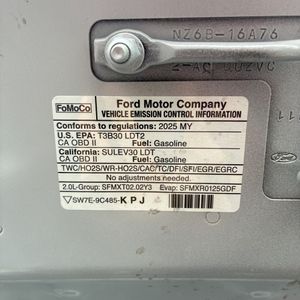 NZ6B-16A76
FoMoCo
Ford Motor Company
VEHICLE EMISSION CONTROL INFORMATION
Conforms to regulations: 2025 MY
U.S. EPA: T3B30 LDT2
CA OBD II Fuel: Gasoline
California: SULEV30 LDT
CA OBD II Fuel: Gasoline
TWC/HO2S/WR-HO2S/CAC/TC/DFI/SFI/EGR/EGRC
No adjustments needed.
2.0L-Group: SFMXT02.02Y3 Evap: SFMXR0125GDF
SW7E-9C485-KPJ